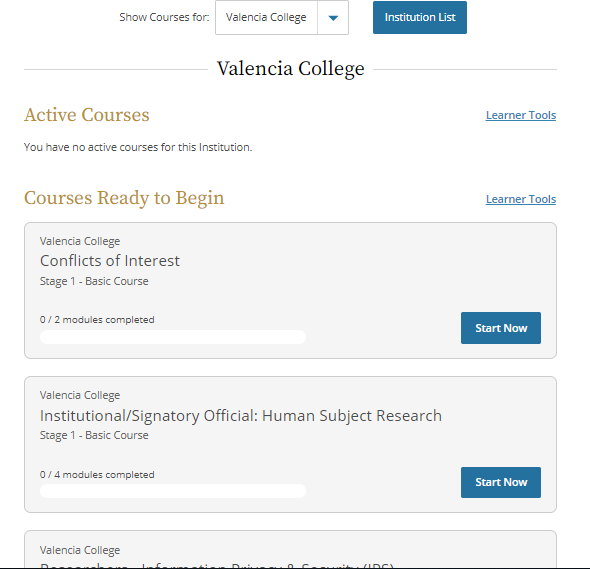 Show Courses for: Valencia College Institution List
Valencia College
Active Courses Learner Tools
You have no active courses for this Institution.
Courses Ready to Begin Learner Tools
Valencia College
Conflicts of Interest
Stage 1 - Basic Course
0 / 2 modules completed
Start Now
Valencia College
Institutional/Signatory Official: Human Subject Research
Stage 1 - Basic Course
0 / 4 modules completed
Start Now
Valencia College
Researchers - Information Privacy & Security (IPS)